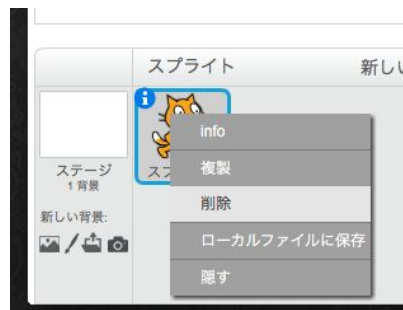 スプライト
新しい
info
複製
削除
ローカルファイルに保存
隠す
スプ
ステージ
1 背景
新しい背景: